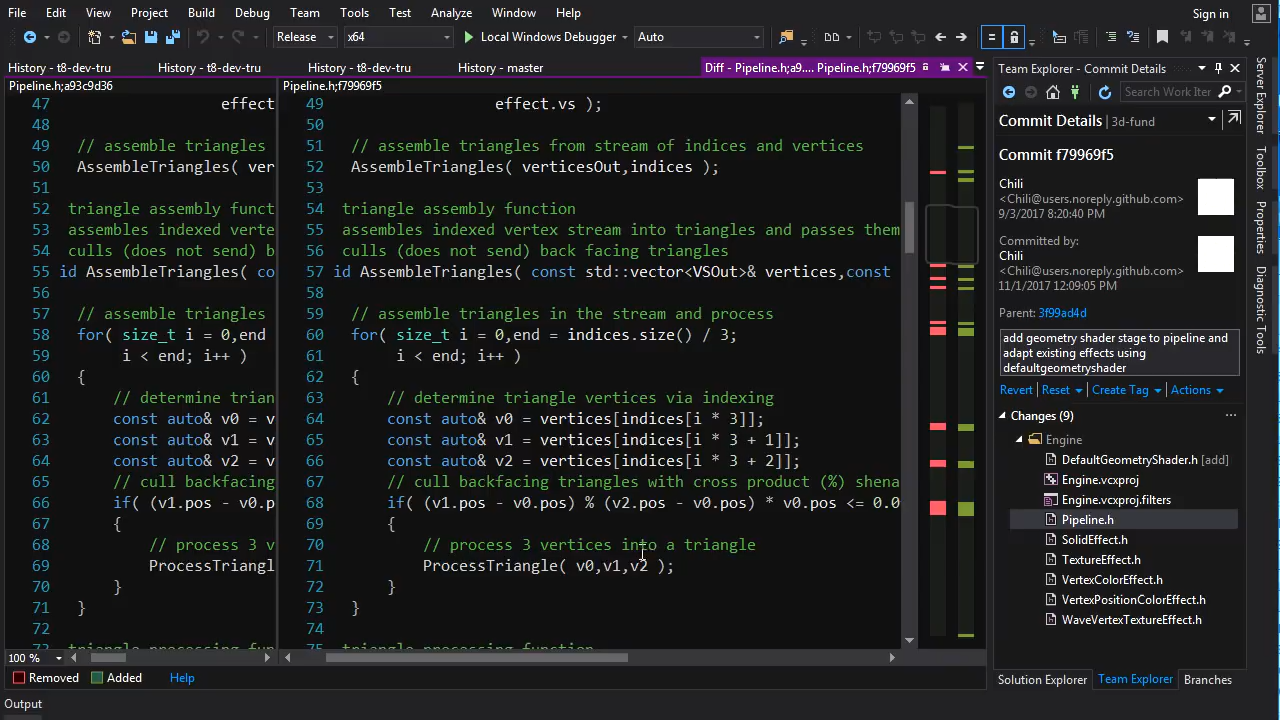 File Edit View Project Build Debug Team Tools Test Analyze Window Help Sign in
Release x64 Local Windows Debugger Auto
History - t8-dev-tru History - t8-dev-tru History - t8-dev-tru History - master Diff - Pipeline.h;a9.... Pipeline.h;f79969f5
Pipeline.h;a93c9d36
47 effect
48
49 // assemble triangles
50 AssembleTriangles( ver
51
52 triangle assembly funct
53 assembles indexed verte
54 culls (does not send) b
55 id AssembleTriangles( co
56
57 // assemble triangles
58 for( size_t i = 0,end
59 i < end; i++ )
60 {
61 // determine trian
62 const auto& v0 = v
63 const auto& v1 = v
64 const auto& v2 = v
65 // cull backfacing
66 if( (v1.pos - v0.p
67 {
68 // process 3 v
69 ProcessTriangl
70 }
71 }
72
73 triangle processing fun
Pipeline.h;f79969f5
49 effect.vs );
50
51 // assemble triangles from stream of indices and vertices
52 AssembleTriangles( verticesOut,indices );
53
54 triangle assembly function
55 assembles indexed vertex stream into triangles and passes them
56 culls (does not send) back facing triangles
57 id AssembleTriangles( const std::vector<VSOut>& vertices,const
58
59 // assemble triangles in the stream and process
60 for( size_t i = 0,end = indices.size() / 3;
61 i < end; i++ )
62 {
63 // determine triangle vertices via indexing
64 const auto& v0 = vertices[indices[i * 3]];
65 const auto& v1 = vertices[indices[i * 3 + 1]];
66 const auto& v2 = vertices[indices[i * 3 + 2]];
67 // cull backfacing triangles with cross product (%) shena
68 if( (v1.pos - v0.pos) % (v2.pos - v0.pos) * v0.pos <= 0.0
69 {
70 // process 3 vertices into a triangle
71 ProcessTriangle( v0,v1,v2 );
72 }
73 }
74
75 triangle processing function
100 %
Removed Added Help
Output
Team Explorer - Commit Details
Search Work Iter
Commit Details 3d-fund
Commit f79969f5
Chili
<Chili@users.noreply.github.com>
9/3/2017 8:20:40 PM
Committed by:
Chili
<Chili@users.noreply.github.com>
11/1/2017 12:09:05 PM
Parent: 3f99ad4d
add geometry shader stage to pipeline and
adapt existing effects using
defaultgeometryshader
Revert Reset Create Tag Actions
Changes (9)
Engine
DefaultGeometryShader.h [add]
Engine.vcxproj
Engine.vcxproj.filters
Pipeline.h
SolidEffect.h
TextureEffect.h
VertexColorEffect.h
VertexPositionColorEffect.h
WaveVertexTextureEffect.h
Solution Explorer Team Explorer Branches
Server Explorer
Toolbox
Properties
Diagnostic Tools